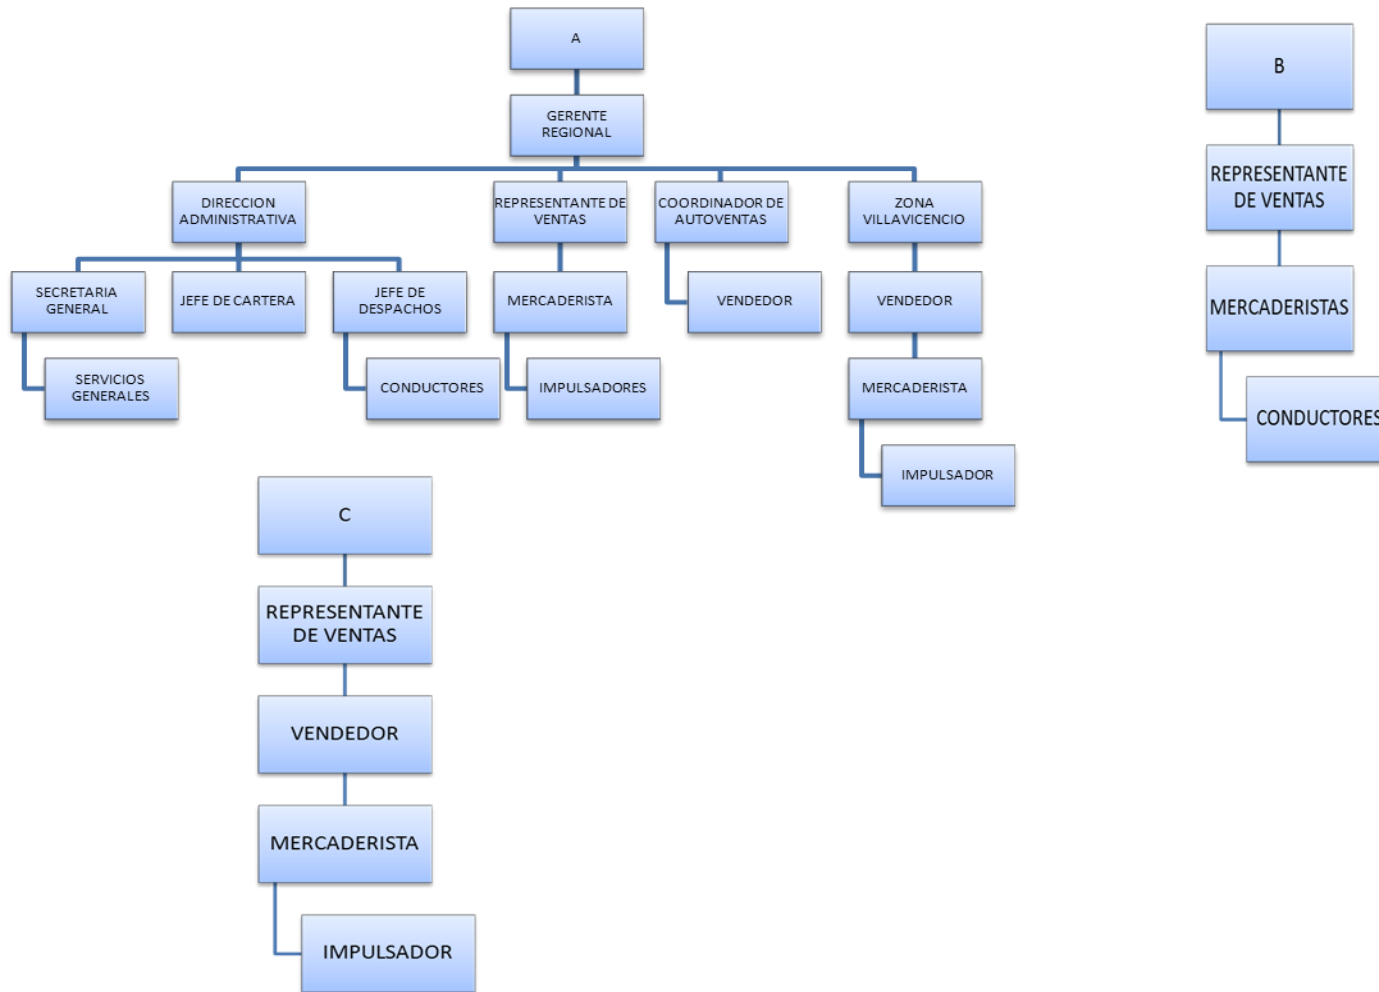 A
GERENTE
REGIONAL
DIRECCION
ADMINISTRATIVA
REPRESENTANTE DE
VENTAS
COORDINADOR DE
AUTOVENTAS
ZONA
VILLAVICENCIO
SECRETARIA
GENERAL
JEFE DE CARTERA
JEFE DE
DESPACHOS
MERCADERISTA
VENDEDOR
VENDEDOR
SERVICIOS
GENERALES
CONDUCTORES
IMPULSADORES
MERCADERISTA
IMPULSADOR
B
REPRESENTANTE
DE VENTAS
MERCADERISTAS
CONDUCTORES
C
REPRESENTANTE
DE VENTAS
VENDEDOR
MERCADERISTA
IMPULSADOR